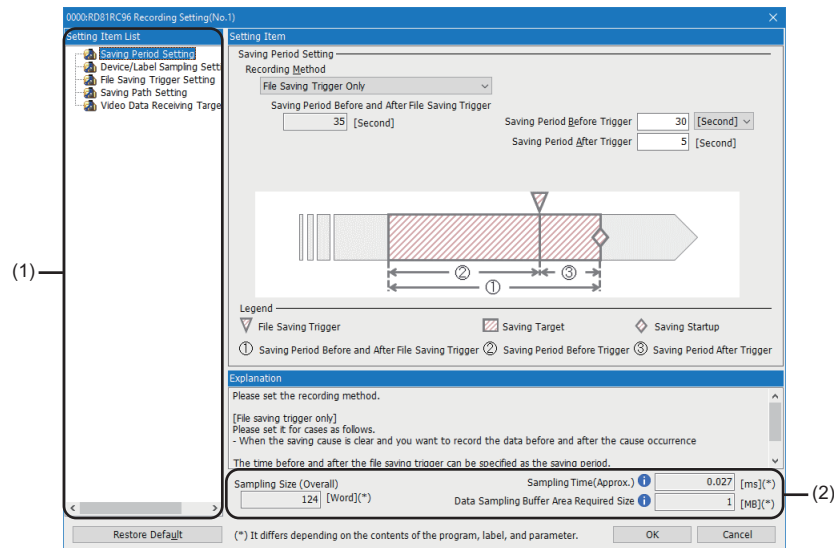 0000:RD81RC96 Recording Setting(No.1)
Setting Item List
Saving Period Setting
Device/Label Sampling Setti
File Saving Trigger Setting
Saving Path Setting
Video Data Receiving Targe
Setting Item
Saving Period Setting
Recording Method
File Saving Trigger Only
Saving Period Before and After File Saving Trigger
35 [Second]
Saving Period Before Trigger 30 [Second]
Saving Period After Trigger 5 [Second]
② ③
①
Legend
File Saving Trigger Saving Target Saving Startup
① Saving Period Before and After File Saving Trigger ② Saving Period Before Trigger ③ Saving Period After Trigger
Explanation
Please set the recording method.
[File saving trigger only]
Please set it for cases as follows.
- When the saving cause is clear and you want to record the data before and after the cause occurrence
The time before and after the file saving trigger can be specified as the saving period.
Sampling Size (Overall)
124 [Word](*)
Sampling Time(Approx.) 0.027 [ms](*)
Data Sampling Buffer Area Required Size 1 [MB](*)
Restore Default
(*) It differs depending on the contents of the program, label, and parameter.
OK
Cancel
(1)
(2)